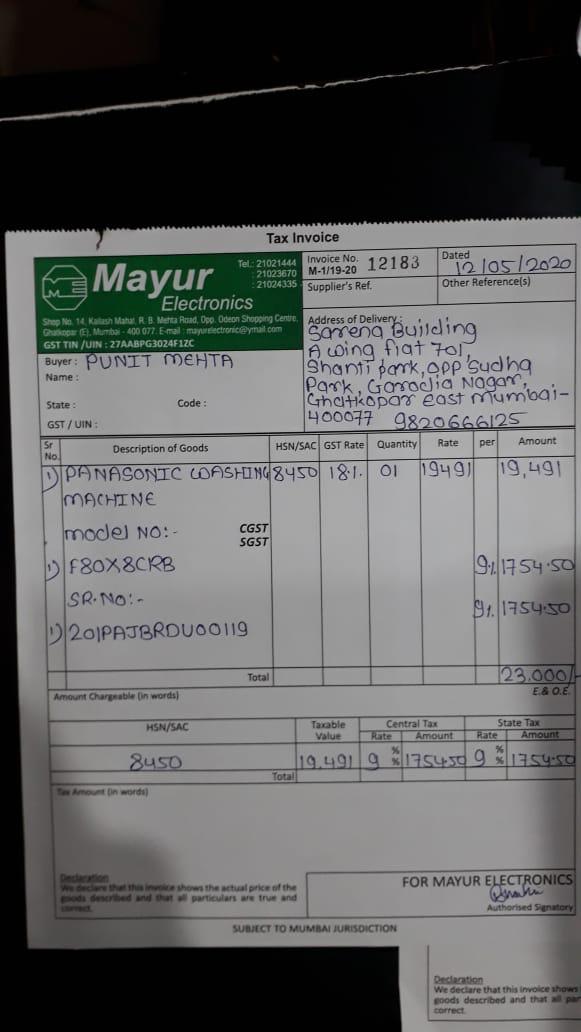 Tax Invoice
Mayur
Electronics
Tel.: 21021444
: 21023670
: 21024335
Shop No. 14, Kailash Mahal, R. B. Mehta Road, Opp. Odeon Shopping Centre,
Ghatkopar (E), Mumbai - 400 077. E-mail : mayurelectronic@ymail.com
GST TIN /UIN : 27AABPG3024F1ZC
Invoice No.
M-1/19-20 12183
Dated
12/05/2020
Supplier's Ref.
Other Reference(s)
Buyer : PUNIT MEHTA
Name :
State : Code :
GST / UIN :
Address of Delivery :
Sareng Building
A wing flat 701,
Shanti park, opp Sudha
Park, Garodia Nagar,
Ghatkopar east mumbai-
400077 9820666125
Sr No. Description of Goods HSN/SAC GST Rate Quantity Rate per Amount
1) PANASONIC WASHING 8450 18% 01 19491 19,491
MACHINE
model NO:- CGST
SGST
1) F80X8CRB 9% 1754.50
SR.NO:- 9% 1754.50
1) 201PAJBRDU00119
Total 23,000/-
Amount Chargeable (in words) E.& O.E.
HSN/SAC Taxable Value Central Tax State Tax
Rate Amount Rate Amount
8450 19,491 9 % % 1754.50 9 % % 1754.50
Total
Tax Amount (in words)
Declaration
We declare that this invoice shows the actual price of the
goods described and that all particulars are true and
correct.
FOR MAYUR ELECTRONICS
Authorised Signatory
SUBJECT TO MUMBAI JURISDICTION
Declaration
We declare that this invoice shows
goods described and that all par
correct.